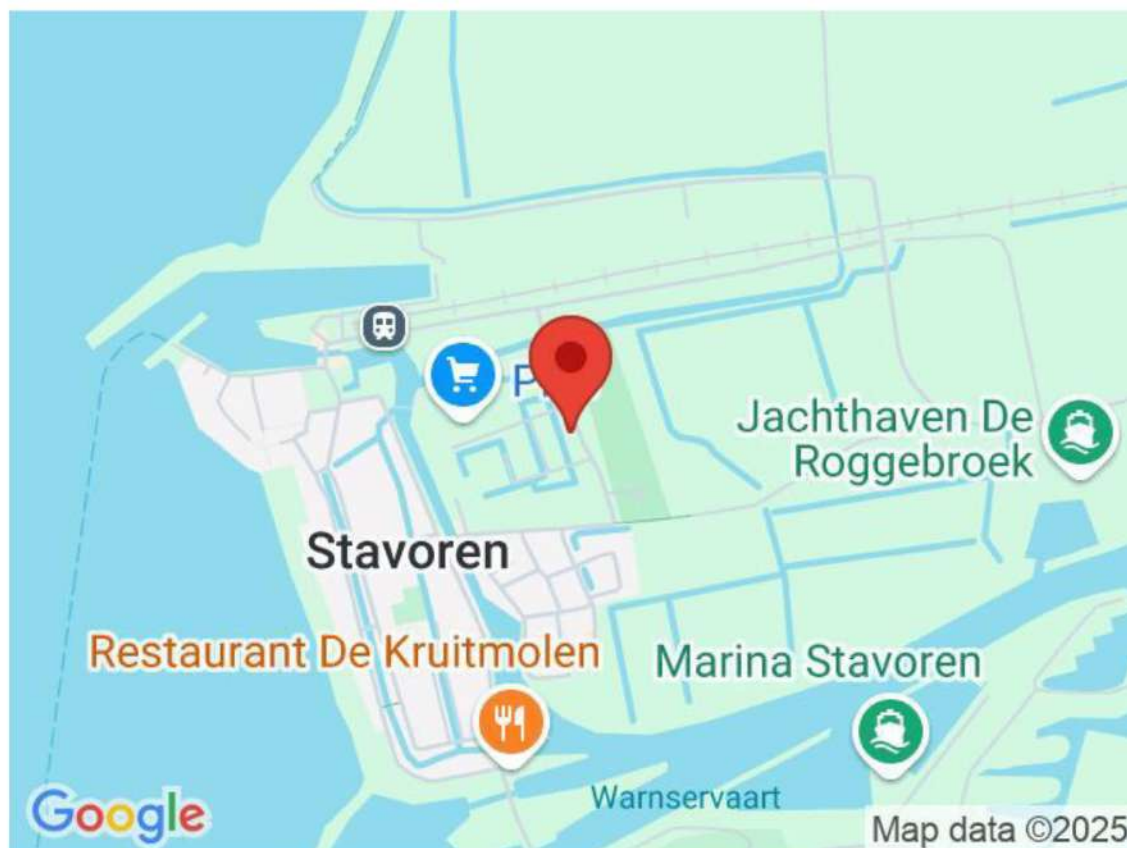 Jachthaven De
Roggebroek
Stavoren
Restaurant De Kruitmolen
Marina Stavoren
Warnservaart
Google
Map data ©2025